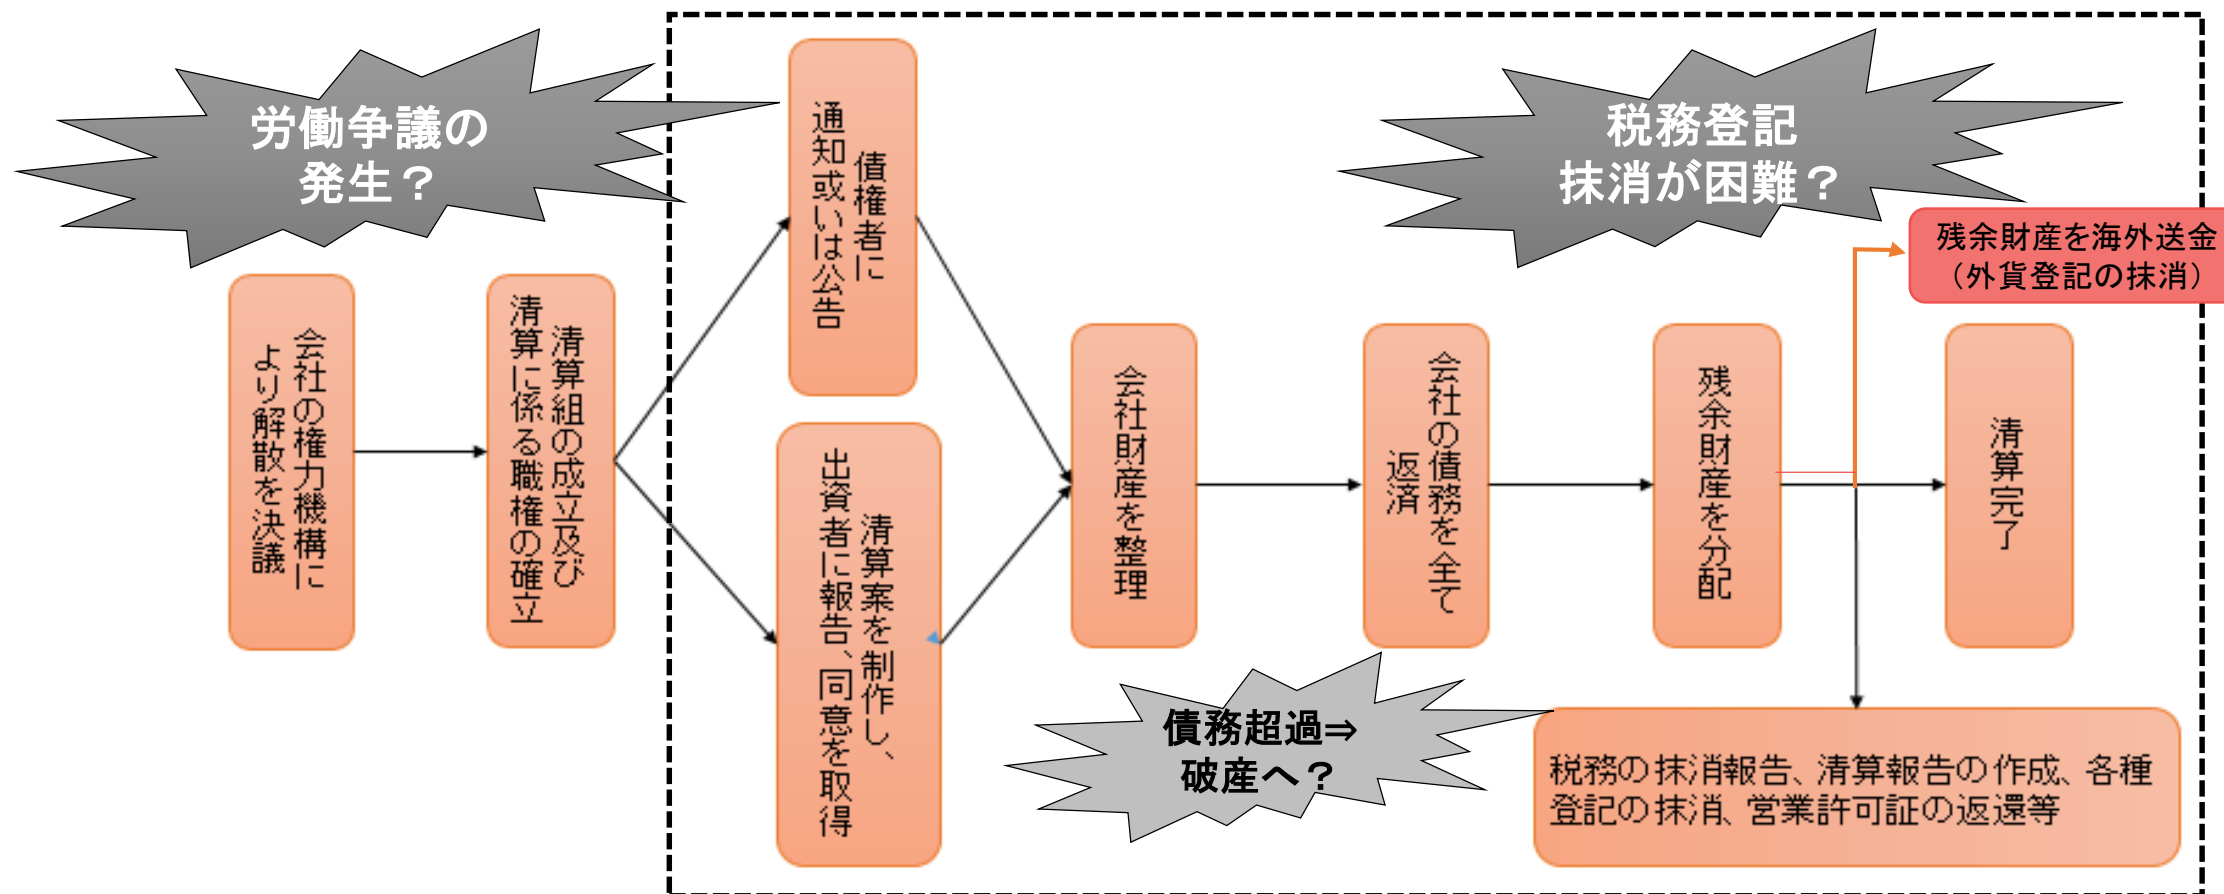 労働争議の
発生？
税務登記
抹消が困難？
残余財産を海外送金
（外貨登記の抹消）
会社の権力機構に
より解散を決議
清算組の成立及び
清算に係る職権の確立
債権者に
通知或いは公告
清算案を制作し、
出資者に報告、同意を取得
会社財産を整理
会社の債務を全て
返済
残余財産を分配
清算完了
債務超過⇒
破産へ？
税務の抹消報告、清算報告の作成、各種
登記の抹消、営業許可証の返還等